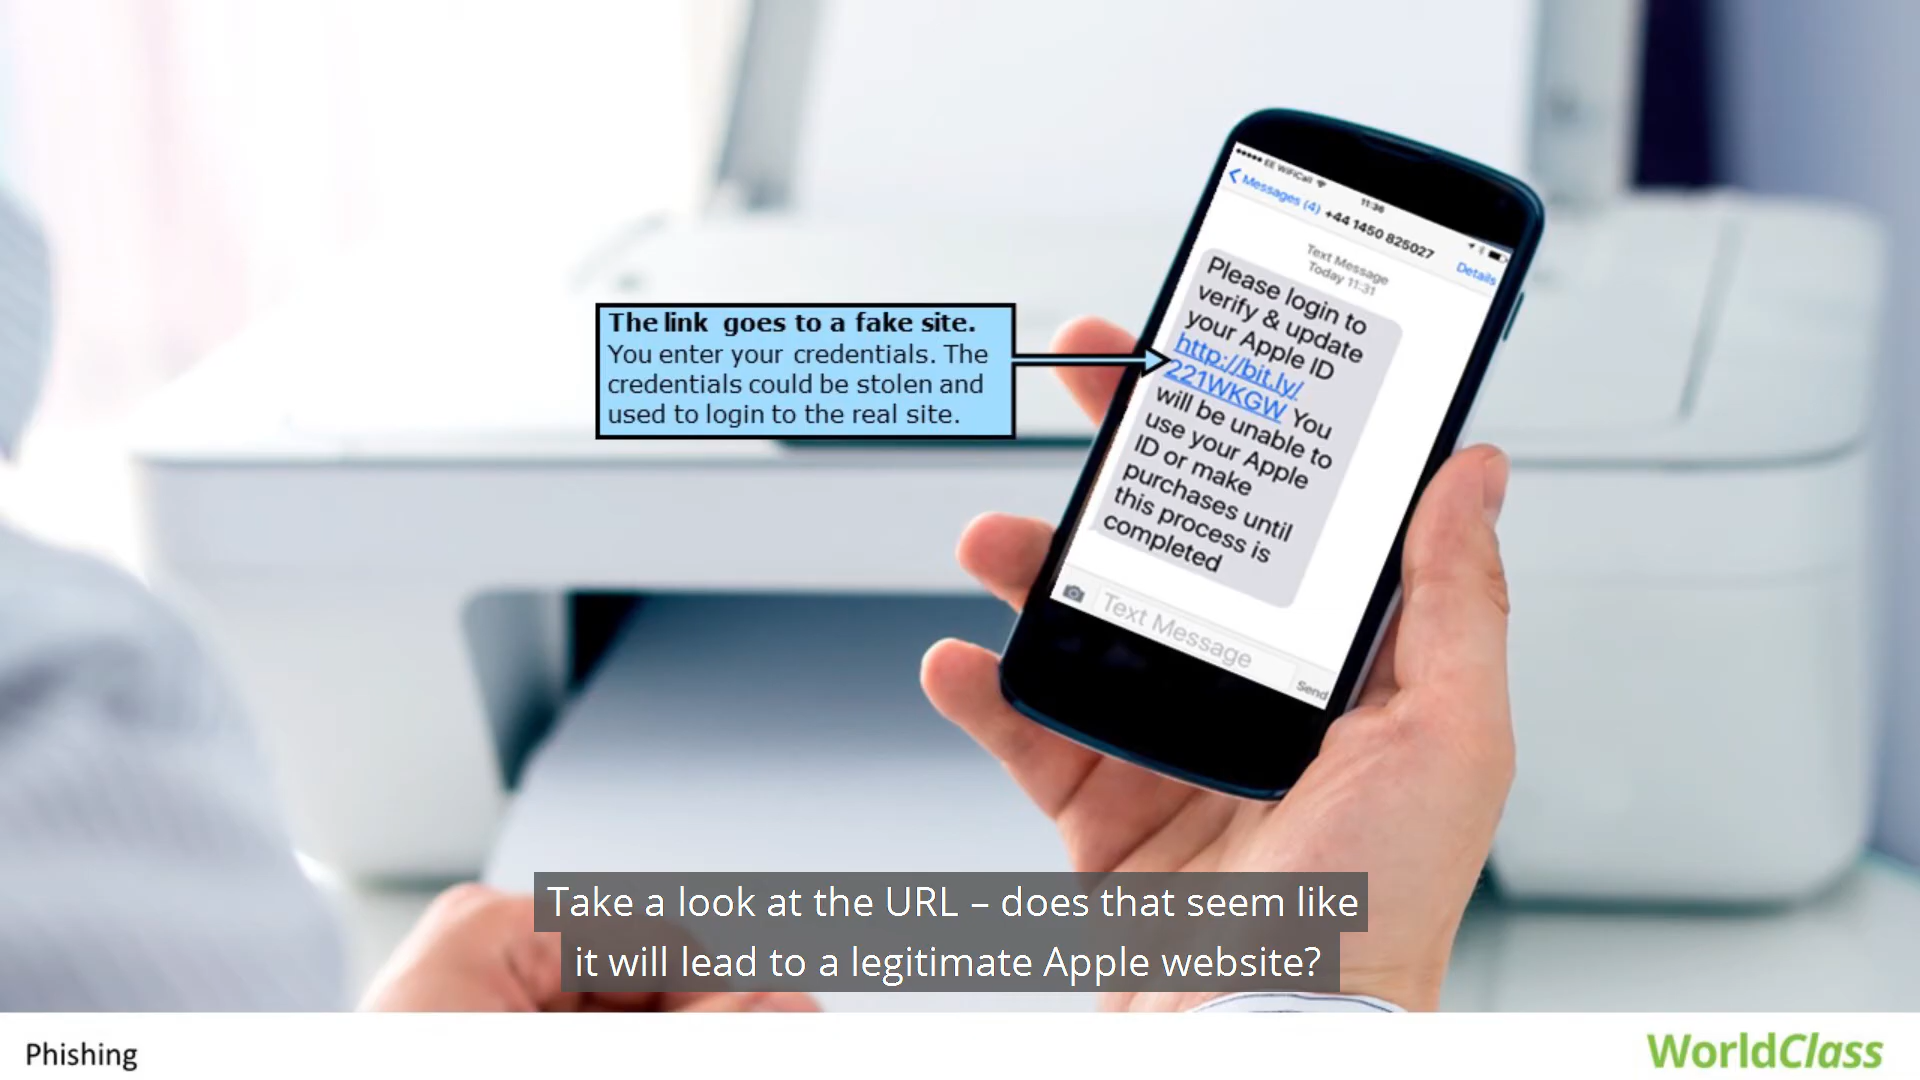 EE WiFiCall
11:36
Messages (4) +44 1450 825027
Details
Text Message
Today 11:31
Please login to
verify & update
your Apple ID
http://bit.ly/
221WKGW You
will be unable to
use your Apple
ID or make
purchases until
this process is
completed
Text Message
Send
The link goes to a fake site.
You enter your credentials. The
credentials could be stolen and
used to login to the real site.
Take a look at the URL – does that seem like
it will lead to a legitimate Apple website?
Phishing
WorldClass